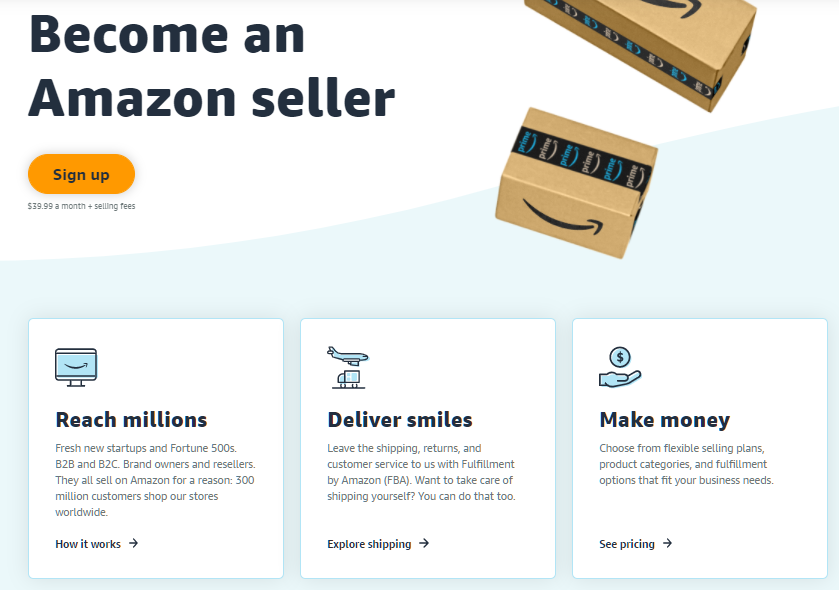 Become an
Amazon seller
Sign up
$39.99 a month + selling fees
prime prime prime prime prime prime
$
Reach millions
Fresh new startups and Fortune 500s.
B2B and B2C. Brand owners and resellers.
They all sell on Amazon for a reason: 300
million customers shop our stores
worldwide.
How it works →
Deliver smiles
Leave the shipping, returns, and
customer service to us with Fulfillment
by Amazon (FBA). Want to take care of
shipping yourself? You can do that too.
Explore shipping →
Make money
Choose from flexible selling plans,
product categories, and fulfillment
options that fit your business needs.
See pricing →